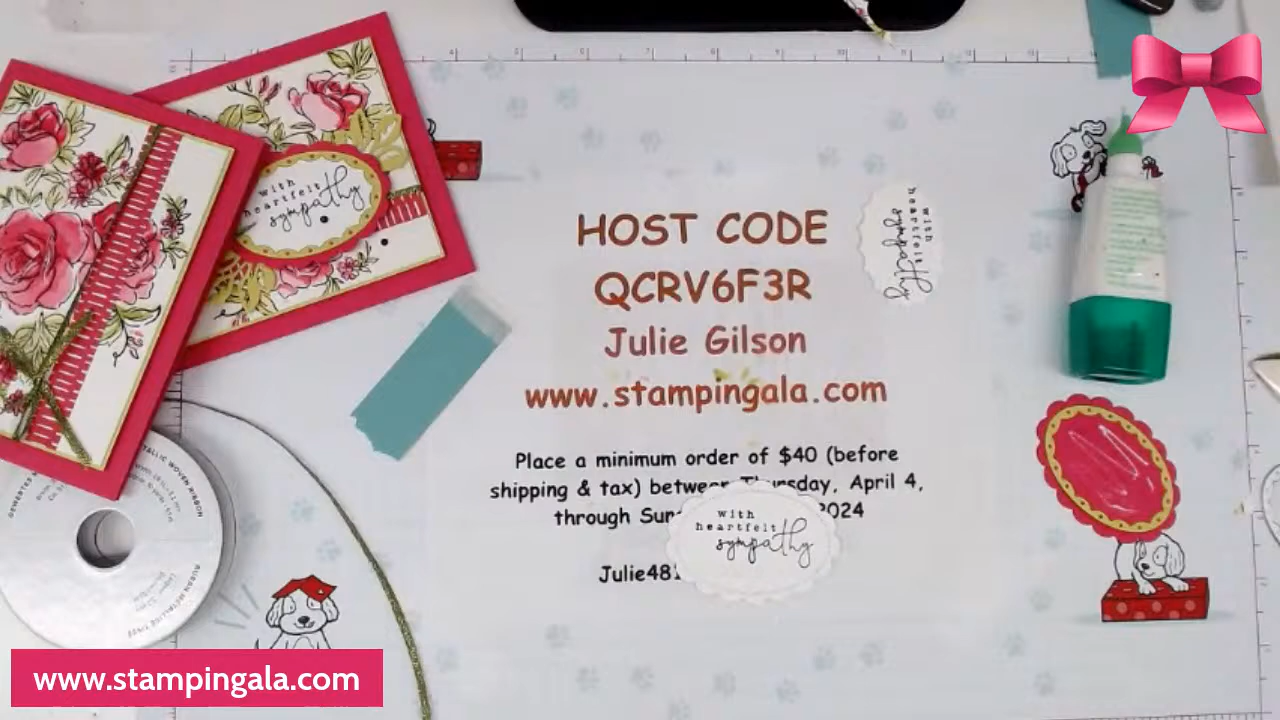 with
heartfelt
sympathy
HOST CODE
QCRV6F3R
Julie Gilson
www.stampingala.com
Place a minimum order of $40 (before
shipping & tax) between Thursday, April 4,
through 2024
with
heartfelt
sympathy
with
heartfelt
sympathy
www.stampingala.com